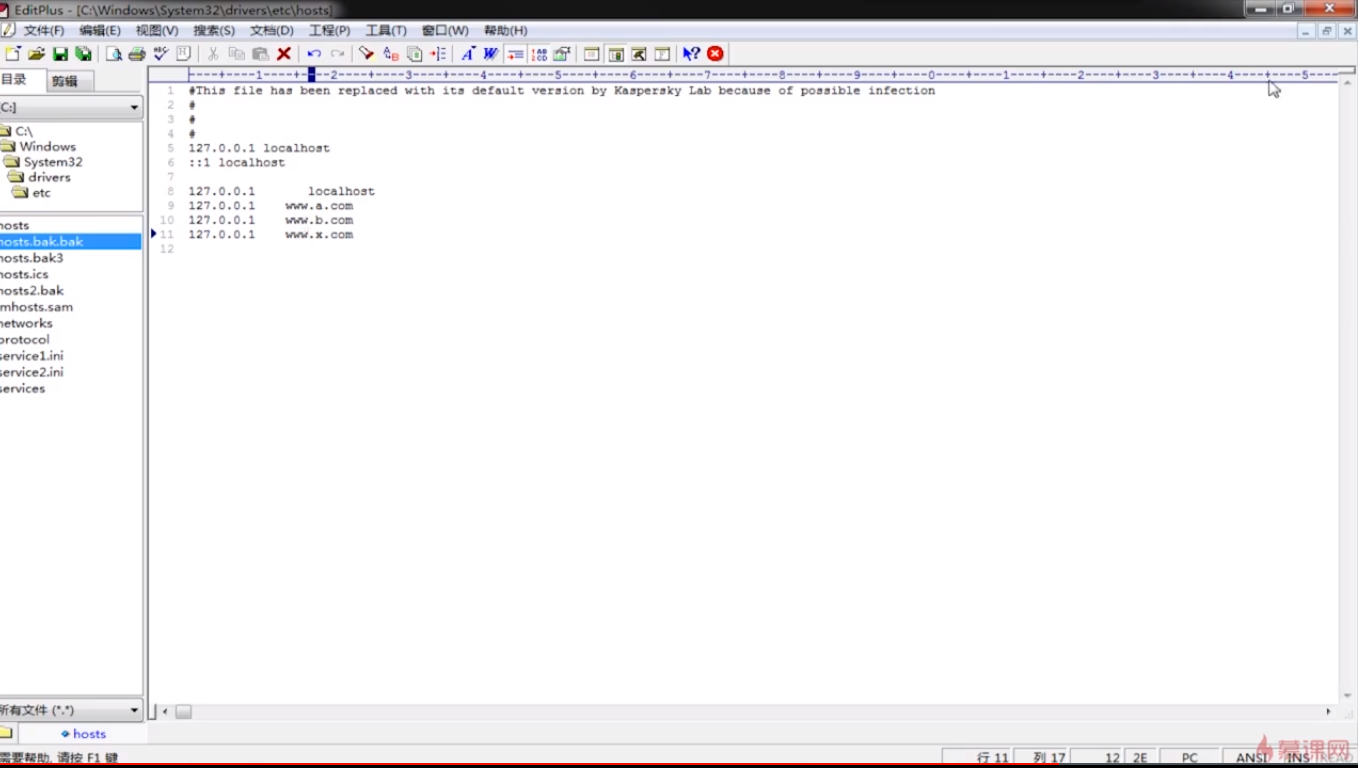 EditPlus - [C:\Windows\System32\drivers\etc\hosts]
文件(F) 编辑(E) 视图(V) 搜索(S) 文档(D) 工程(P) 工具(T) 窗口(W) 帮助(H)
目录 剪辑
[C:]
C:\
Windows
System32
drivers
etc
hosts
hosts.bak.bak
hosts.bak3
hosts.ics
hosts2.bak
mhosts.sam
networks
protocol
service1.ini
service2.ini
services
所有文件 (*.*)
----+----1----+----2----+----3----+----4----+----5----+----6----+----7----+----8----+----9----+----0----+----1----+----2----+----3----+----4----+----5----
1 #This file has been replaced with its default version by Kaspersky Lab because of possible infection
2 #
3 #
4 #
5 127.0.0.1 localhost
6 ::1 localhost
7
8 127.0.0.1 localhost
9 127.0.0.1 www.a.com
10 127.0.0.1 www.b.com
11 127.0.0.1 www.x.com
12
hosts
需要帮助, 请按 F1 键
行 11 列 17 12 2E PC ANSI INS READ
慕课网